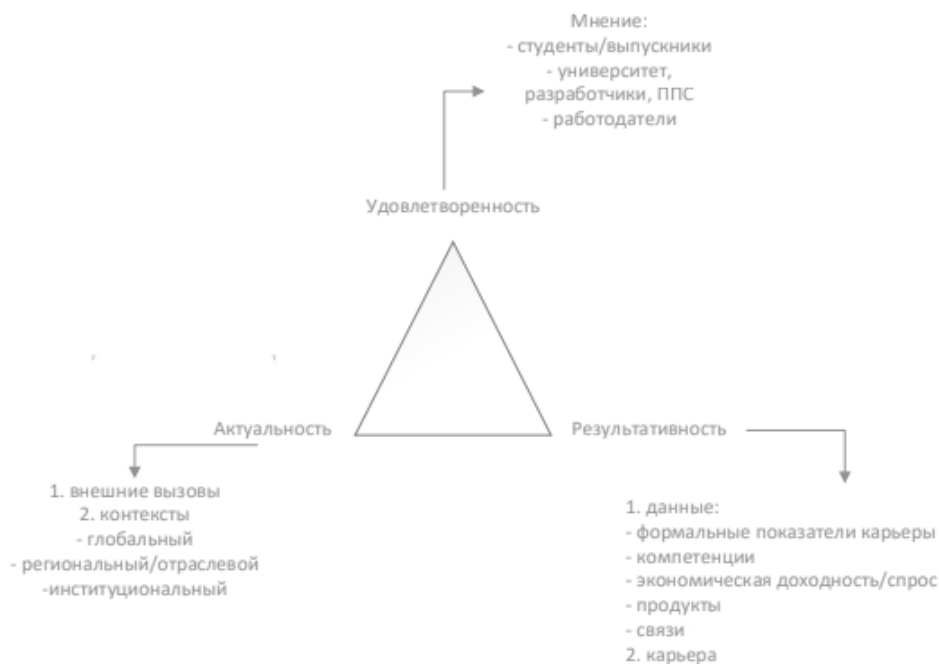 Мнение:
- студенты/выпускники
- университет,
разработчики, ППС
- работодатели
Удовлетворенность
Актуальность
Результативность
1. внешние вызовы
2. контексты
- глобальный
- региональный/отраслевой
-институциональный
1. данные:
- формальные показатели карьеры
- компетенции
- экономическая доходность/спрос
- продукты
- связи
2. карьера